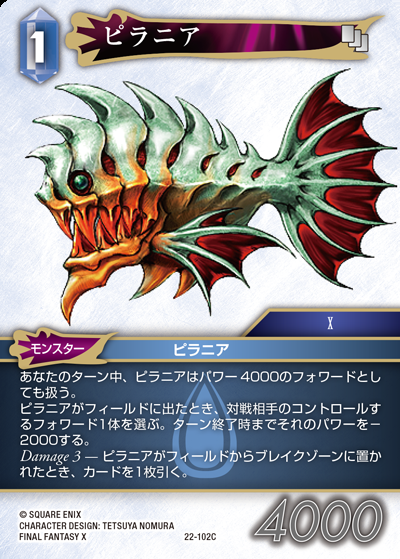 1
ピラニア
X
モンスター
ピラニア
あなたのターン中、ピラニアはパワー4000のフォワードとし
ても扱う。
ピラニアがフィールドに出たとき、対戦相手のコントロールす
るフォワード1体を選ぶ。ターン終了時までそれのパワーを－
2000する。
Damage 3 ― ピラニアがフィールドからブレイクゾーンに置か
れたとき、カードを1枚引く。
© SQUARE ENIX
CHARACTER DESIGN: TETSUYA NOMURA
FINAL FANTASY X
22-102C
4000